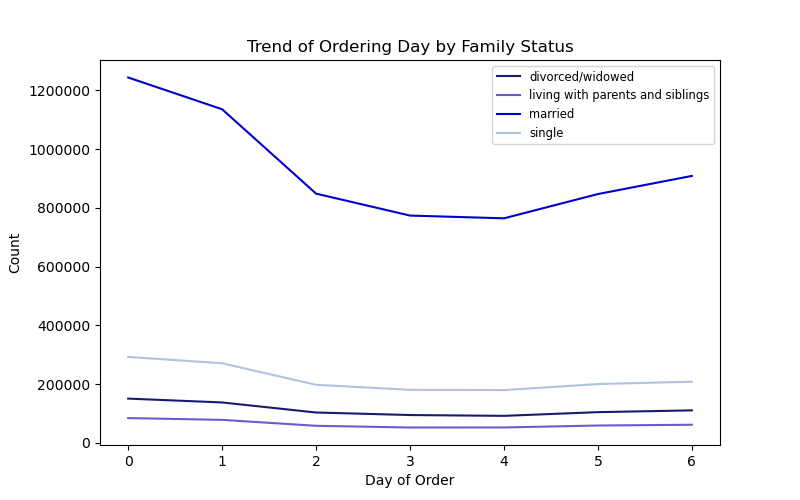 Trend of Ordering Day by Family Status
divorced/widowed
living with parents and siblings
married
single
1200000
1000000
800000
600000
400000
200000
0
Count
0 1 2 3 4 5 6
Day of Order